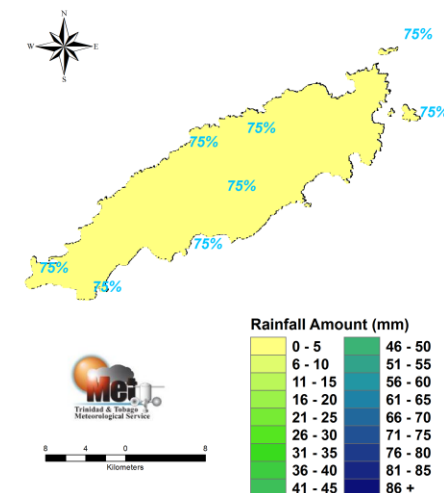 N
W E
S
75%
75%
75%
75%
75%
75%
75%
75%
Rainfall Amount (mm)
0 - 5
6 - 10
11 - 15
16 - 20
21 - 25
26 - 30
31 - 35
36 - 40
41 - 45
46 - 50
51 - 55
56 - 60
61 - 65
66 - 70
71 - 75
76 - 80
81 - 85
86 +
Met
Trinidad & Tobago
Meteorological Service
8 4 0 8
Kilometers